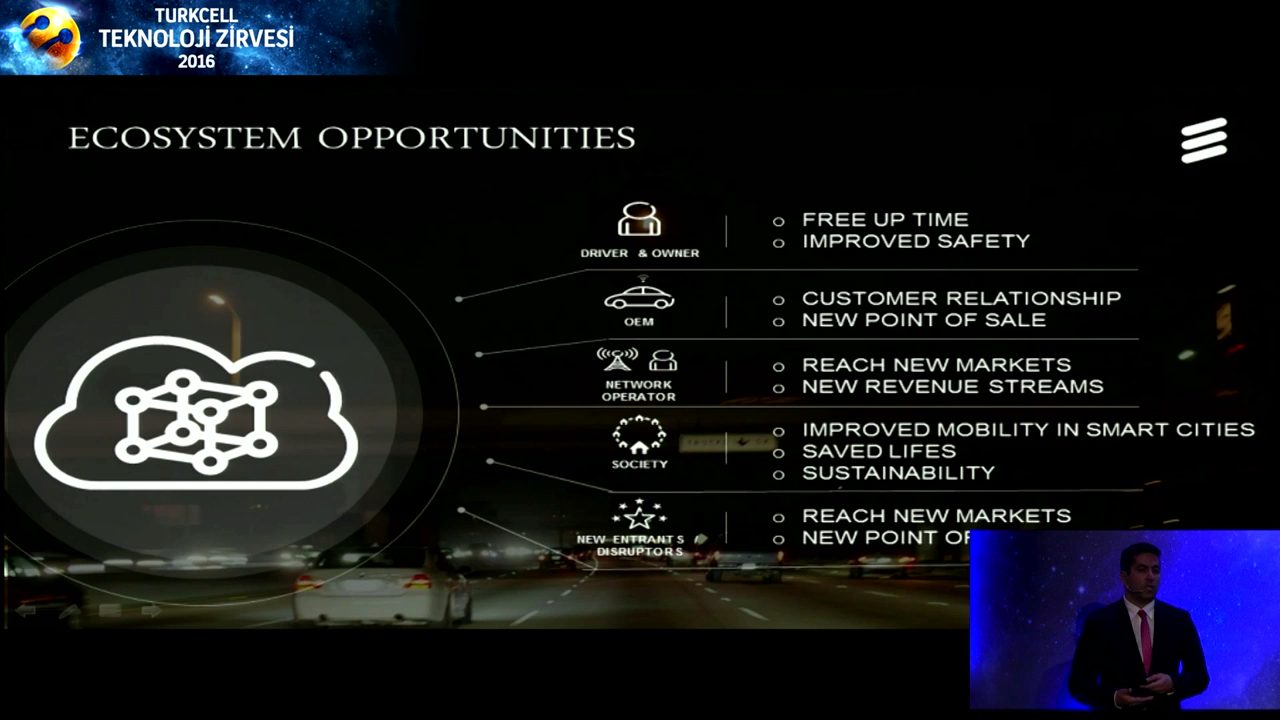 TURKCELL
TEKNOLOJİ ZİRVESİ
2016
ECOSYSTEM OPPORTUNITIES
DRIVER & OWNER
o FREE UP TIME
o IMPROVED SAFETY
OEM
o CUSTOMER RELATIONSHIP
o NEW POINT OF SALE
NETWORK
OPERATOR
o REACH NEW MARKETS
o NEW REVENUE STREAMS
SOCIETY
o IMPROVED MOBILITY IN SMART CITIES
o SAVED LIFES
o SUSTAINABILITY
NEW ENTRANTS
DISRUPTORS
o REACH NEW MARKETS
o NEW POINT OF